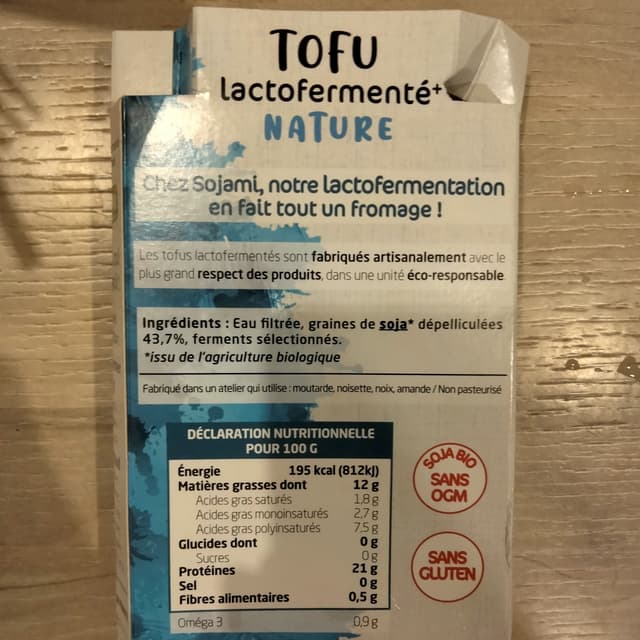 TOFU
lactofermenté+
NATURE
Chez Sojami, notre lactofermentation
en fait tout un fromage !
Les tofus lactofermentés sont fabriqués artisanalement avec le
plus grand respect des produits, dans une unité éco-responsable.
Ingrédients : Eau filtrée, graines de soja* dépelliculées
43,7%, ferments sélectionnés.
*issu de l'agriculture biologique
Fabriqué dans un atelier qui utilise : moutarde, noisette, noix, amande / Non pasteurisé
DÉCLARATION NUTRITIONNELLE
POUR 100 G
Énergie 195 kcal (812kJ)
Matières grasses dont 12 g
Acides gras saturés 1,8 g
Acides gras monoinsaturés 2,7 g
Acides gras polyinsaturés 7,5 g
Glucides dont 0 g
Sucres 0 g
Protéines 21 g
Sel 0 g
Fibres alimentaires 0,5 g
Oméga 3 0,9 g
SOJA BIO
SANS
OGM
SANS
GLUTEN